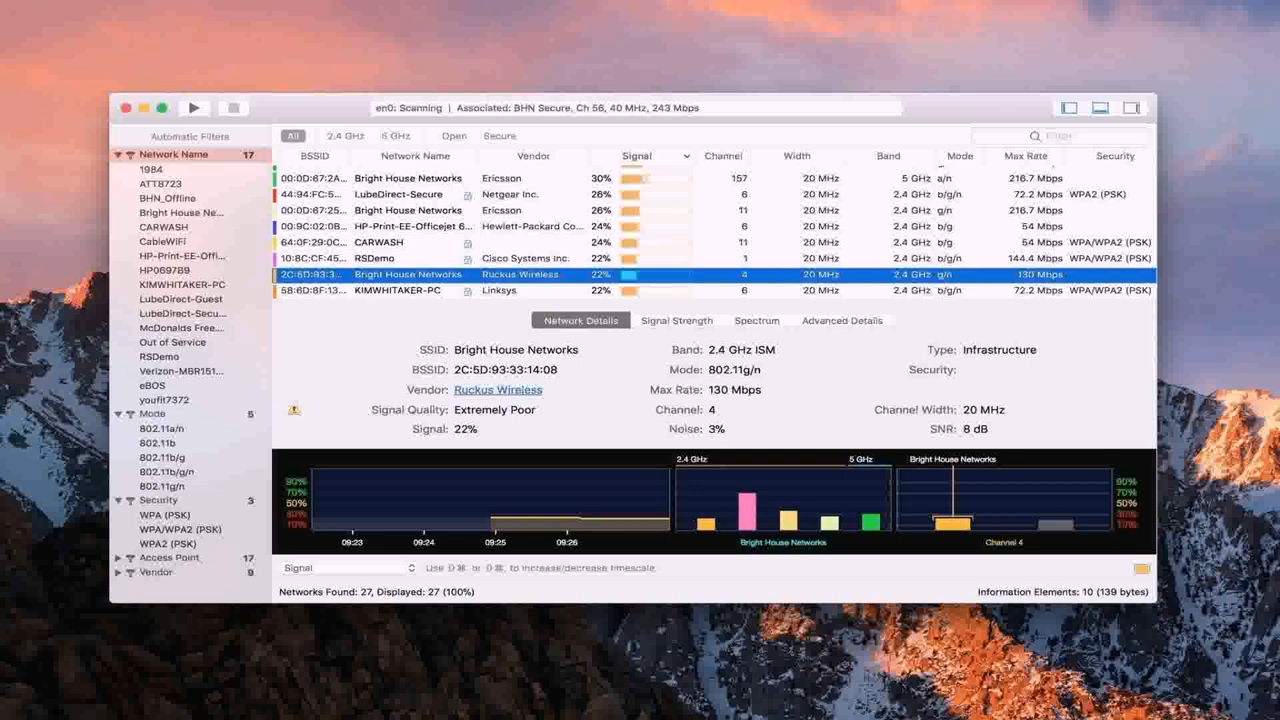 en0: Scanning | Associated: BHN Secure, Ch 56, 40 MHz, 243 Mbps
Automatic Filters
All 2.4 GHz 5 GHz Open Secure Filter
Network Name 17
1984
ATT8723
BHN_Offline
Bright House Ne...
CARWASH
CableWiFi
HP-Print-EE-Offi...
HP0697B9
KIMWHITAKER-PC
LubeDirect-Guest
LubeDirect-Secu...
McDonalds Free...
Out of Service
RSDemo
Verizon-MBR151...
eBOS
youfit7372
Mode 5
802.11a/n
802.11b
802.11b/g
802.11b/g/n
802.11g/n
Security 3
WPA (PSK)
WPA/WPA2 (PSK)
WPA2 (PSK)
Access Point 17
Vendor 9
BSSID Network Name Vendor Signal Channel Width Band Mode Max Rate Security
00:0D:67:2A... Bright House Networks Ericsson 30% 157 20 MHz 5 GHz a/n 216.7 Mbps
44:94:FC:5... LubeDirect-Secure Netgear Inc. 26% 6 20 MHz 2.4 GHz b/g/n 72.2 Mbps WPA2 (PSK)
00:0D:67:25... Bright House Networks Ericsson 26% 11 20 MHz 2.4 GHz b/g/n 216.7 Mbps
00:9C:02:0B... HP-Print-EE-Officejet 6... Hewlett-Packard Co... 24% 6 20 MHz 2.4 GHz b/g 54 Mbps
64:0F:29:0C... CARWASH 24% 11 20 MHz 2.4 GHz b/g 54 Mbps WPA/WPA2 (PSK)
10:8C:CF:45... RSDemo Cisco Systems Inc. 22% 1 20 MHz 2.4 GHz b/g/n 144.4 Mbps WPA/WPA2 (PSK)
2C:5D:93:3... Bright House Networks Ruckus Wireless 22% 4 20 MHz 2.4 GHz g/n 130 Mbps
58:6D:8F:13... KIMWHITAKER-PC Linksys 22% 6 20 MHz 2.4 GHz b/g/n 72.2 Mbps WPA/WPA2 (PSK)
Network Details Signal Strength Spectrum Advanced Details
SSID: Bright House Networks Band: 2.4 GHz ISM Type: Infrastructure
BSSID: 2C:5D:93:33:14:08 Mode: 802.11g/n Security:
Vendor: Ruckus Wireless Max Rate: 130 Mbps
Signal Quality: Extremely Poor Channel: 4 Channel Width: 20 MHz
Signal: 22% Noise: 3% SNR: 8 dB
2.4 GHz 5 GHz Bright House Networks
90% 90%
70% 70%
50% 50%
30% 30%
10% 10%
09:23 09:24 09:25 09:26 Bright House Networks Channel 4
Signal
to increase/decrease timescale.
Networks Found: 27, Displayed: 27 (100%) Information Elements: 10 (139 bytes)